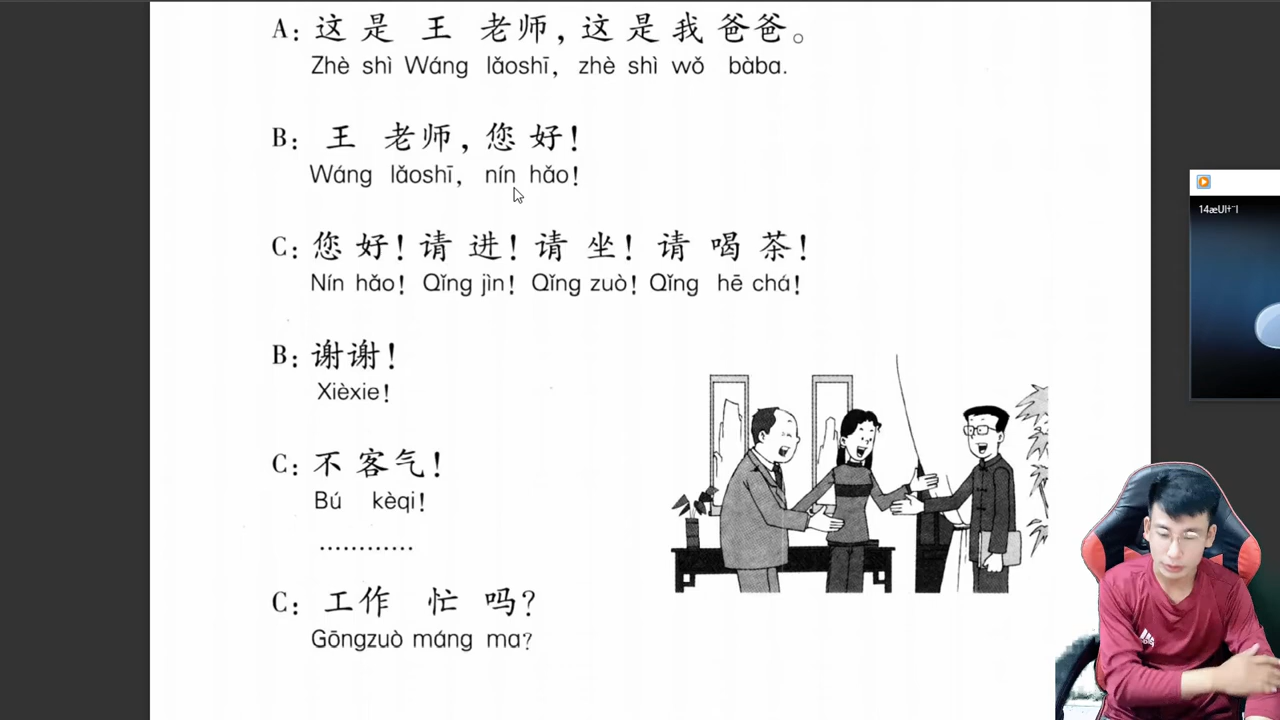 A: 这是 王 老师, 这是我爸爸。
Zhè shì Wáng lǎoshī, zhè shì wǒ bàba.
B: 王 老师, 您好!
Wáng lǎoshī, nín hǎo!
C: 您好! 请进! 请坐! 请喝茶!
Nín hǎo! Qǐng jìn! Qǐng zuò! Qǐng hē chá!
B: 谢谢!
Xièxie!
C: 不客气!
Bú kèqi!
............
C: 工作 忙 吗?
Gōngzuò máng ma?